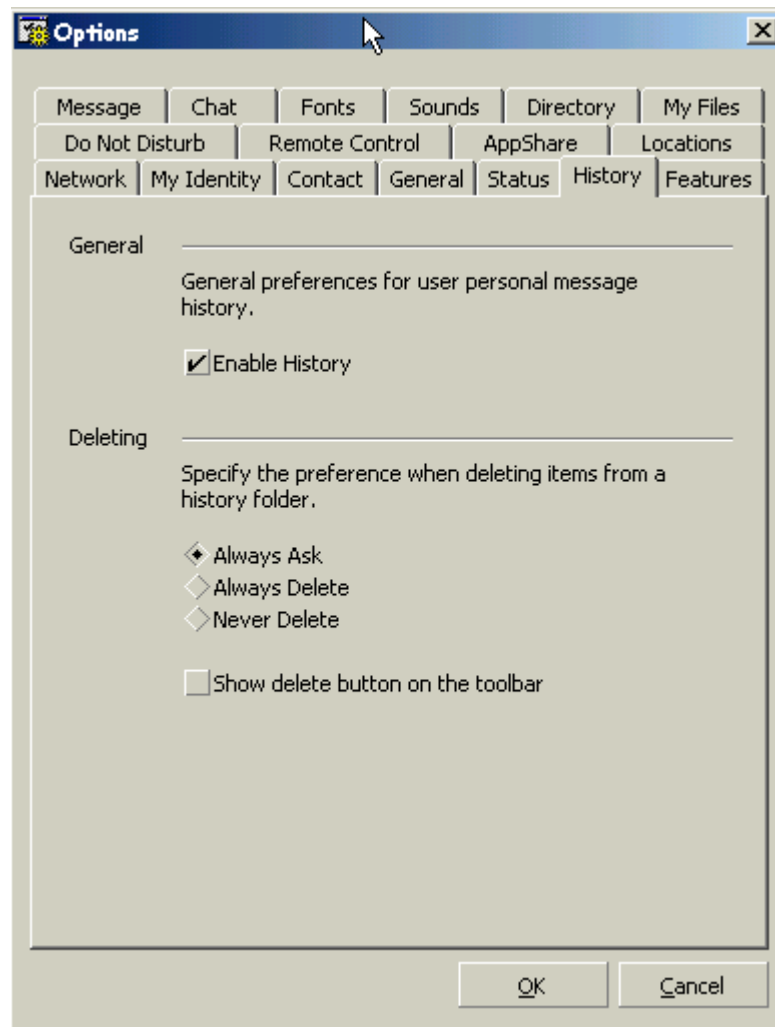 Options
Message Chat Fonts Sounds Directory My Files
Do Not Disturb Remote Control AppShare Locations
Network My Identity Contact General Status History Features
General
General preferences for user personal message
history.
Enable History
Deleting
Specify the preference when deleting items from a
history folder.
Always Ask
Always Delete
Never Delete
Show delete button on the toolbar
OK Cancel